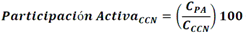 Participación Activa_CCN = (C_PA / C_CCN) 100